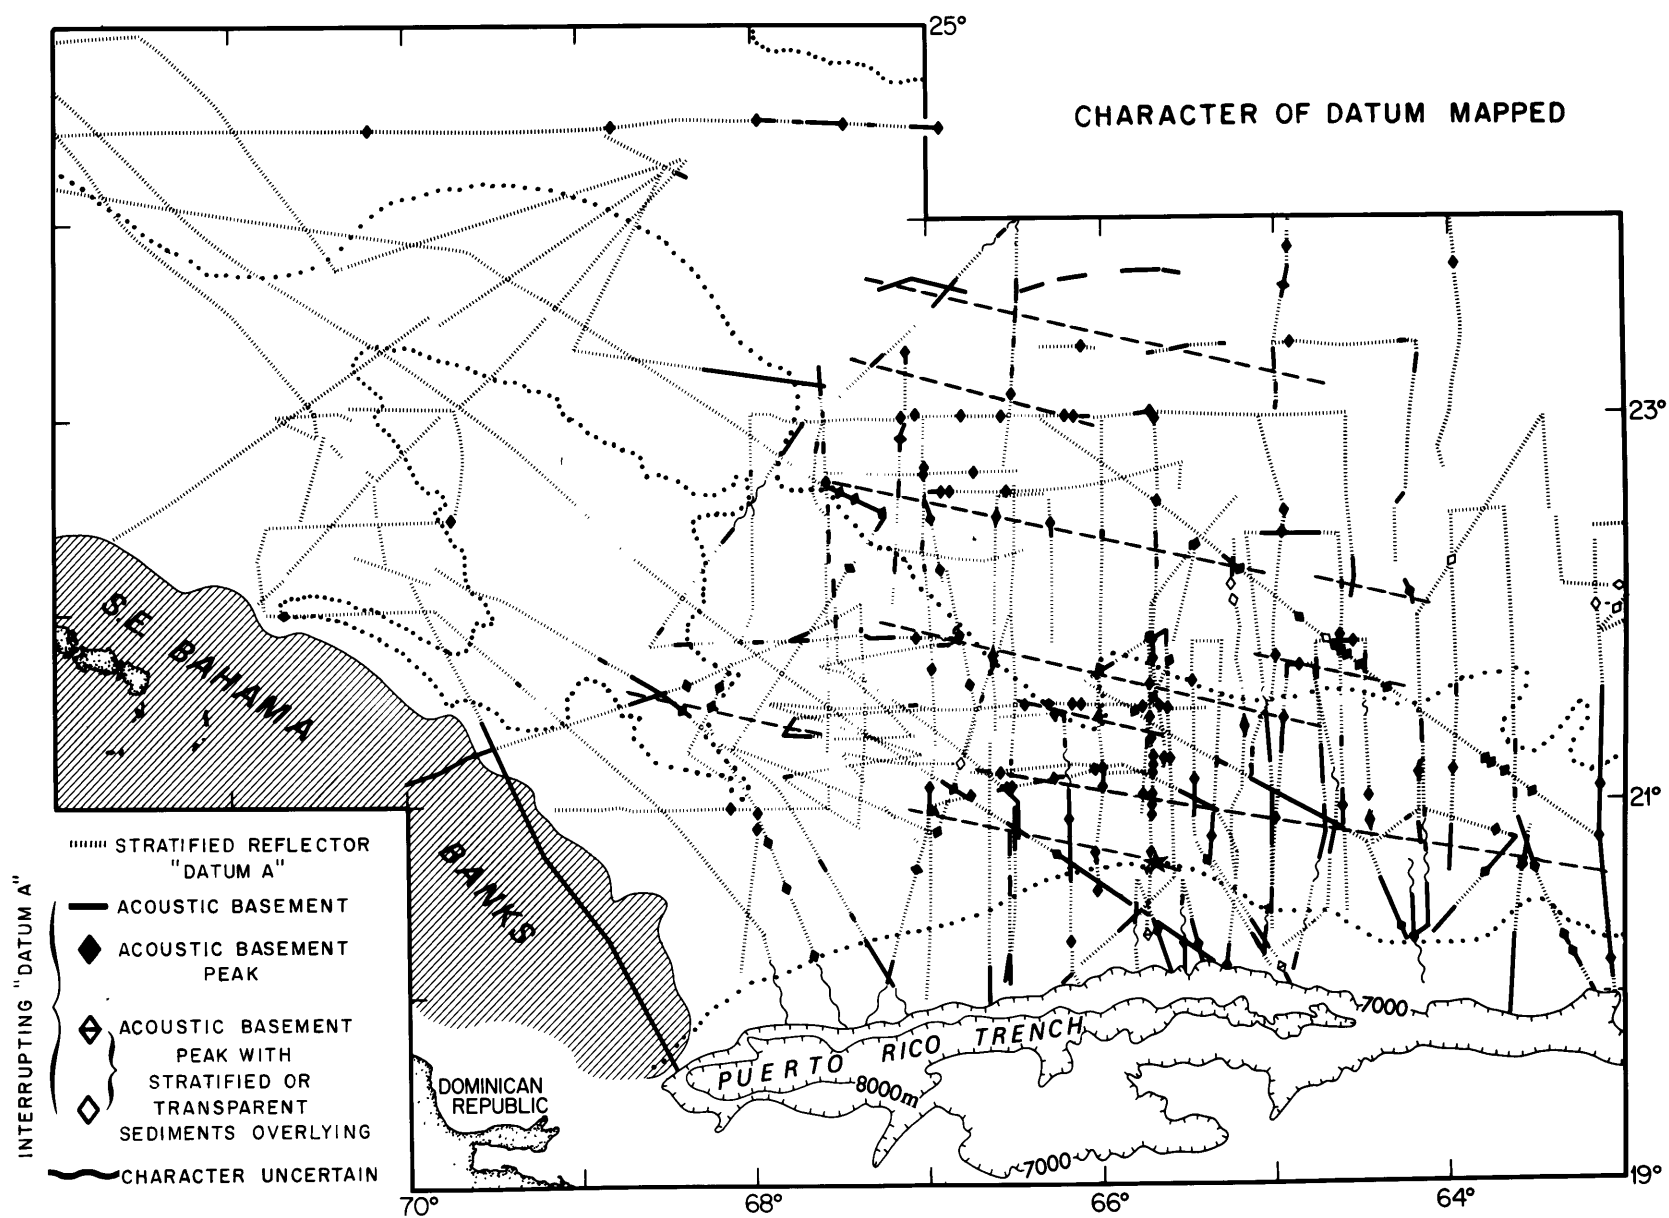 25°
CHARACTER OF DATUM MAPPED
23°
S.E. BAHAMA
BANKS
21°
STRATIFIED REFLECTOR
"DATUM A"
ACOUSTIC BASEMENT
ACOUSTIC BASEMENT
PEAK
ACOUSTIC BASEMENT
PEAK WITH
STRATIFIED OR
TRANSPARENT
SEDIMENTS OVERLYING
CHARACTER UNCERTAIN
INTERRUPTING "DATUM A"
7000
PUERTO RICO TRENCH
8000m
7000
DOMINICAN
REPUBLIC
19°
70°
68°
66°
64°